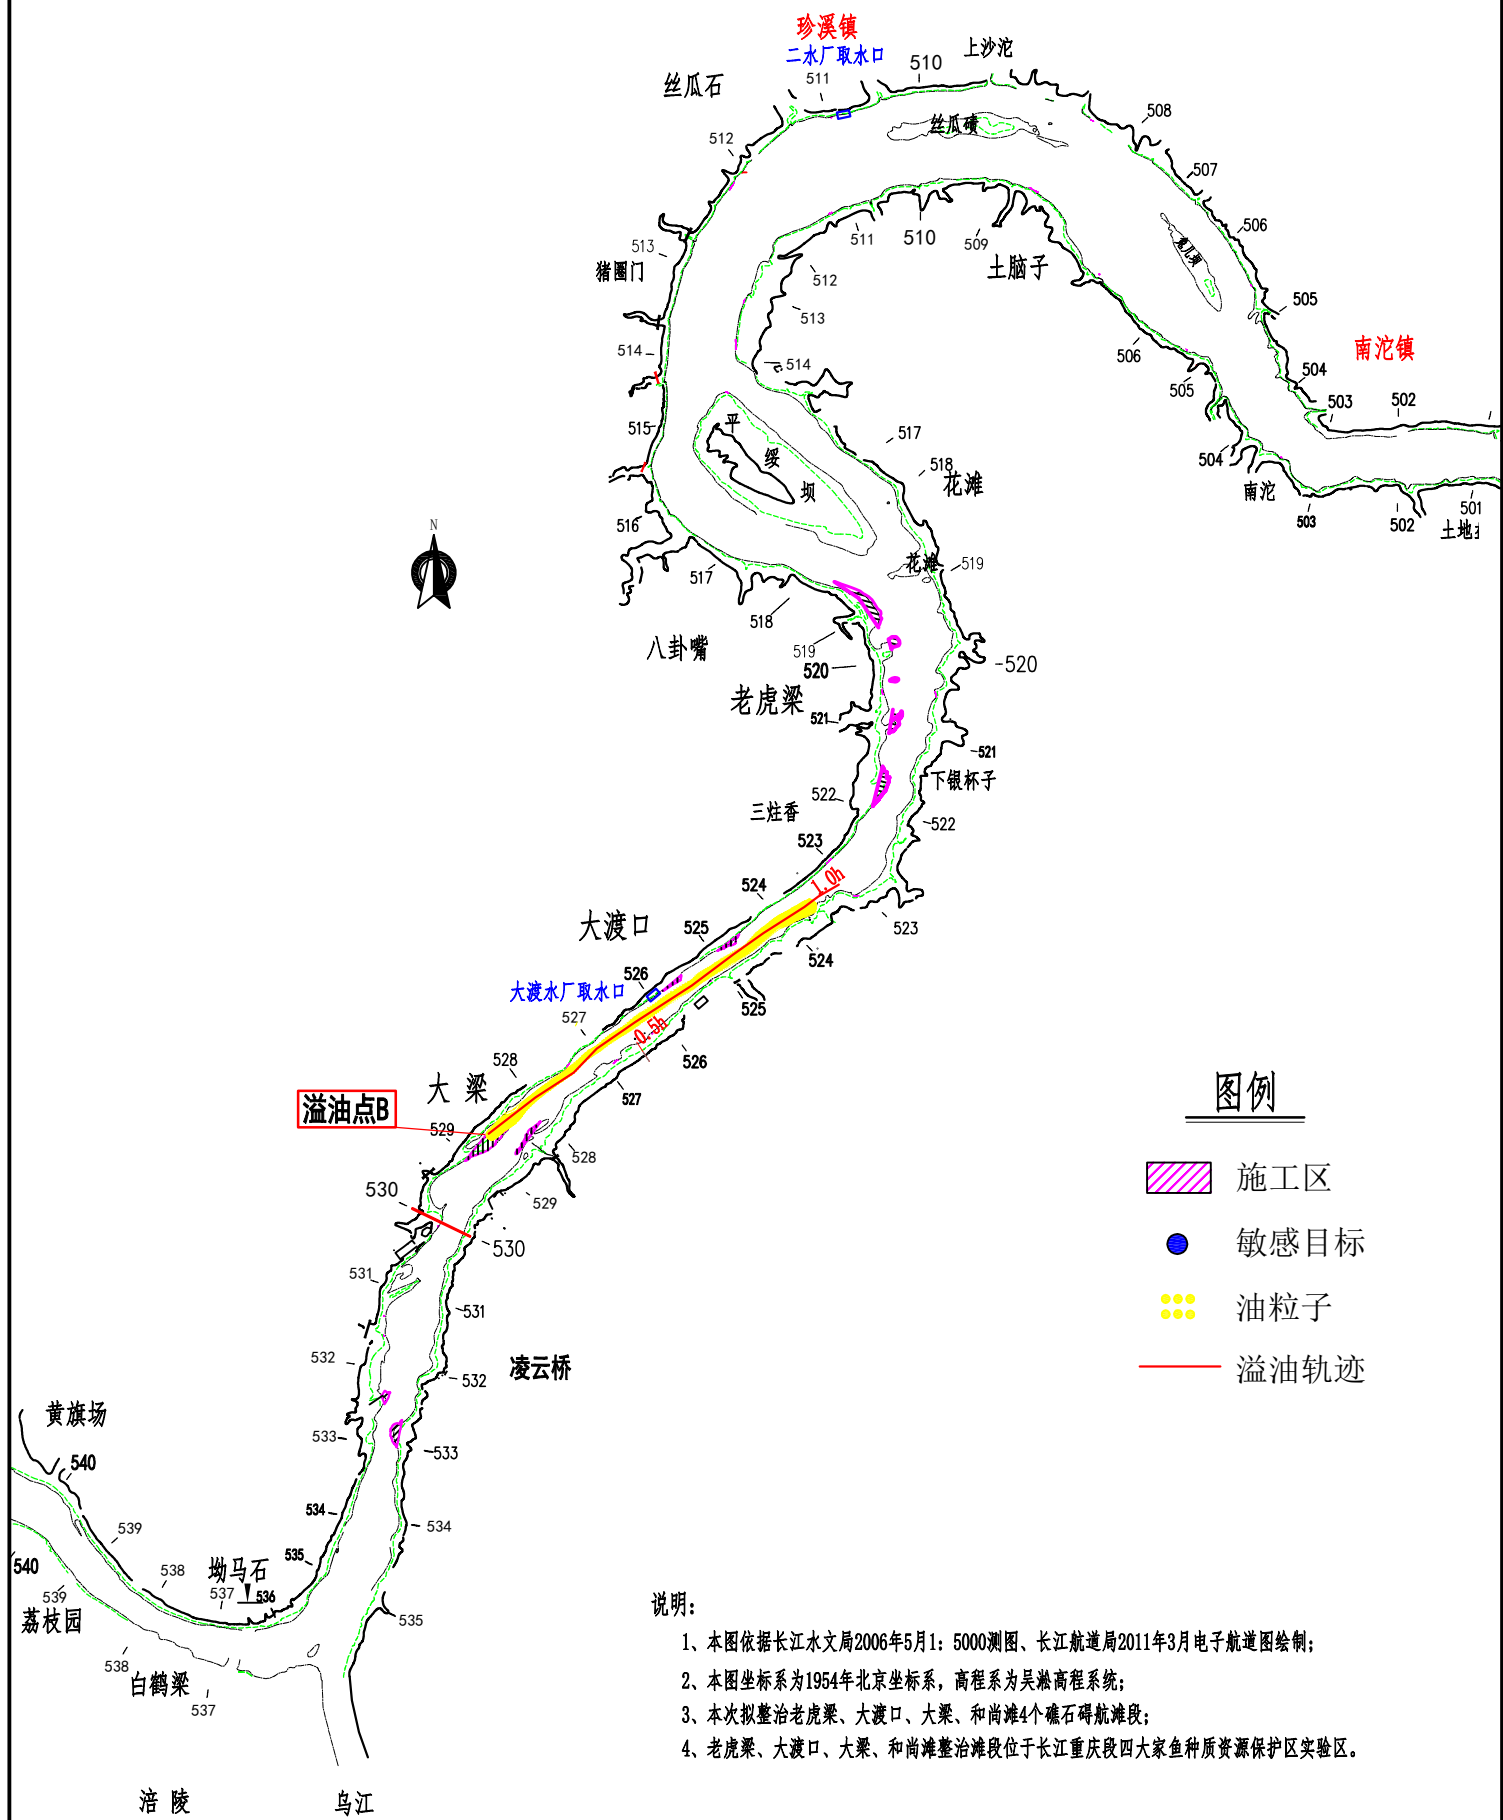 珍溪镇
二水厂取水口
上沙沱
510
511
丝瓜石
508
丝瓜碛
512
507
506
511
510
509
513
猪圈门
兔儿坝
土脑子
512
505
513
514
506
南沱镇
514
504
505
503
502
515
平
517
绥
518
504
花滩
坝
南沱
501
516
503
502
土地
N
花滩
519
517
518
八卦嘴
519
520
520
老虎梁
521
521
下银杯子
522
三炷香
522
523
1.0h
524
大渡口
525
523
524
526
大渡水厂取水口
525
527
0.5h
528
526
大 梁
527
图例
溢油点B
529
528
施工区
530
529
530
敏感目标
531
531
油粒子
532
凌云桥
532
溢油轨迹
黄旗场
533
533
540
534
534
539
535
540
坳马石
538
537
536
539
荔枝园
535
538
白鹤梁
537
说明：
1、本图依据长江水文局2006年5月1：5000测图、长江航道局2011年3月电子航道图绘制；
2、本图坐标系为1954年北京坐标系，高程系为吴淞高程系统；
3、本次拟整治老虎梁、大渡口、大梁、和尚滩4个礁石碍航滩段；
4、老虎梁、大渡口、大梁、和尚滩整治滩段位于长江重庆段四大家鱼种质资源保护区实验区。
涪 陵
乌江